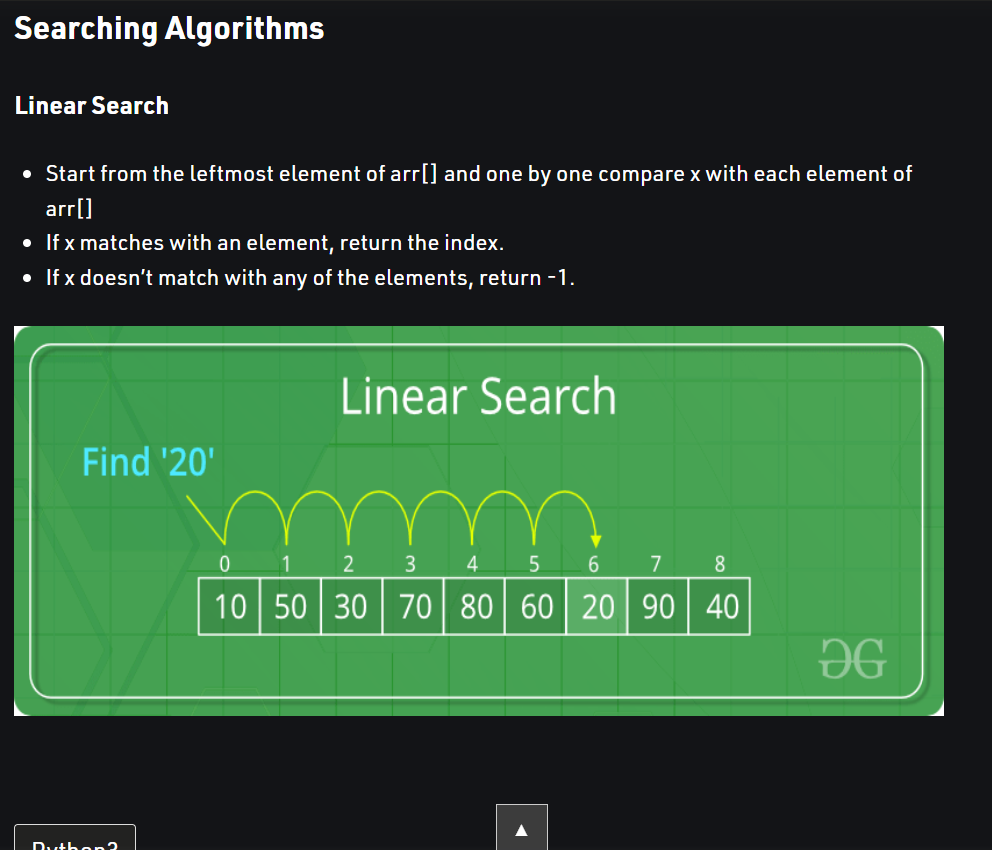 Searching Algorithms
Linear Search
Start from the leftmost element of arr[] and one by one compare x with each element of
arr[]
If x matches with an element, return the index.
If x doesn’t match with any of the elements, return -1.
Linear Search
Find '20'
0 1 2 3 4 5 6 7 8
10 50 30 70 80 60 20 90 40
Python3